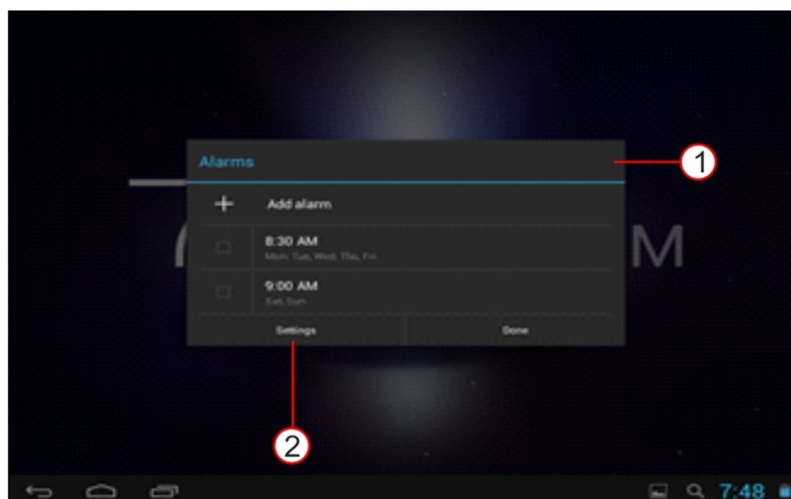 Alarms
1
Add alarm
8:30 AM
Mon, Tue, Wed, Thu, Fri
M
9:00 AM
Sat, Sun
Settings
Done
2
7:48